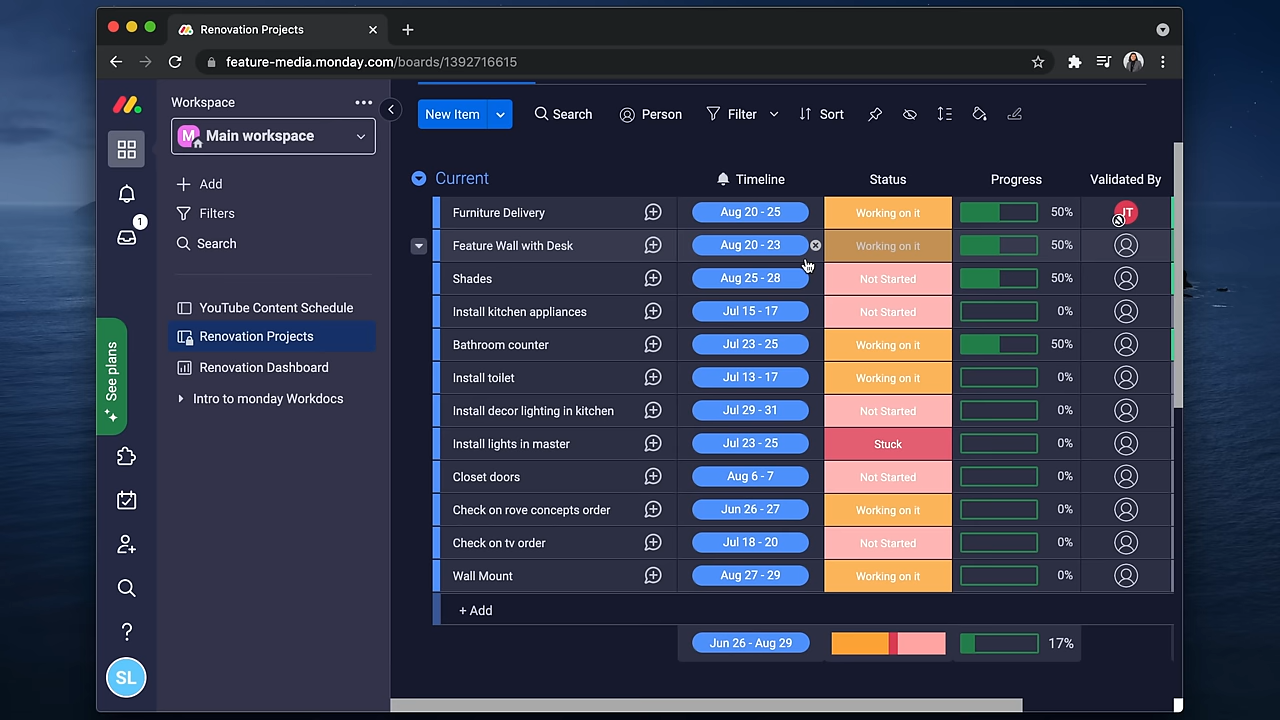 Renovation Projects
feature-media.monday.com/boards/1392716615
Workspace
M Main workspace
Add
Filters
Search
YouTube Content Schedule
Renovation Projects
Renovation Dashboard
Intro to monday Workdocs
1
See plans
?
SL
New Item
Search
Person
Filter
Sort
Current
Timeline
Status
Progress
Validated By
Furniture Delivery Aug 20 - 25 Working on it 50% JT
Feature Wall with Desk Aug 20 - 23 Working on it 50%
Shades Aug 25 - 28 Not Started 50%
Install kitchen appliances Jul 15 - 17 Not Started 0%
Bathroom counter Jul 23 - 25 Working on it 50%
Install toilet Jul 13 - 17 Working on it 0%
Install decor lighting in kitchen Jul 29 - 31 Not Started 0%
Install lights in master Jul 23 - 25 Stuck 0%
Closet doors Aug 6 - 7 Not Started 0%
Check on rove concepts order Jun 26 - 27 Working on it 0%
Check on tv order Jul 18 - 20 Not Started 0%
Wall Mount Aug 27 - 29 Working on it 0%
+ Add
Jun 26 - Aug 29 17%